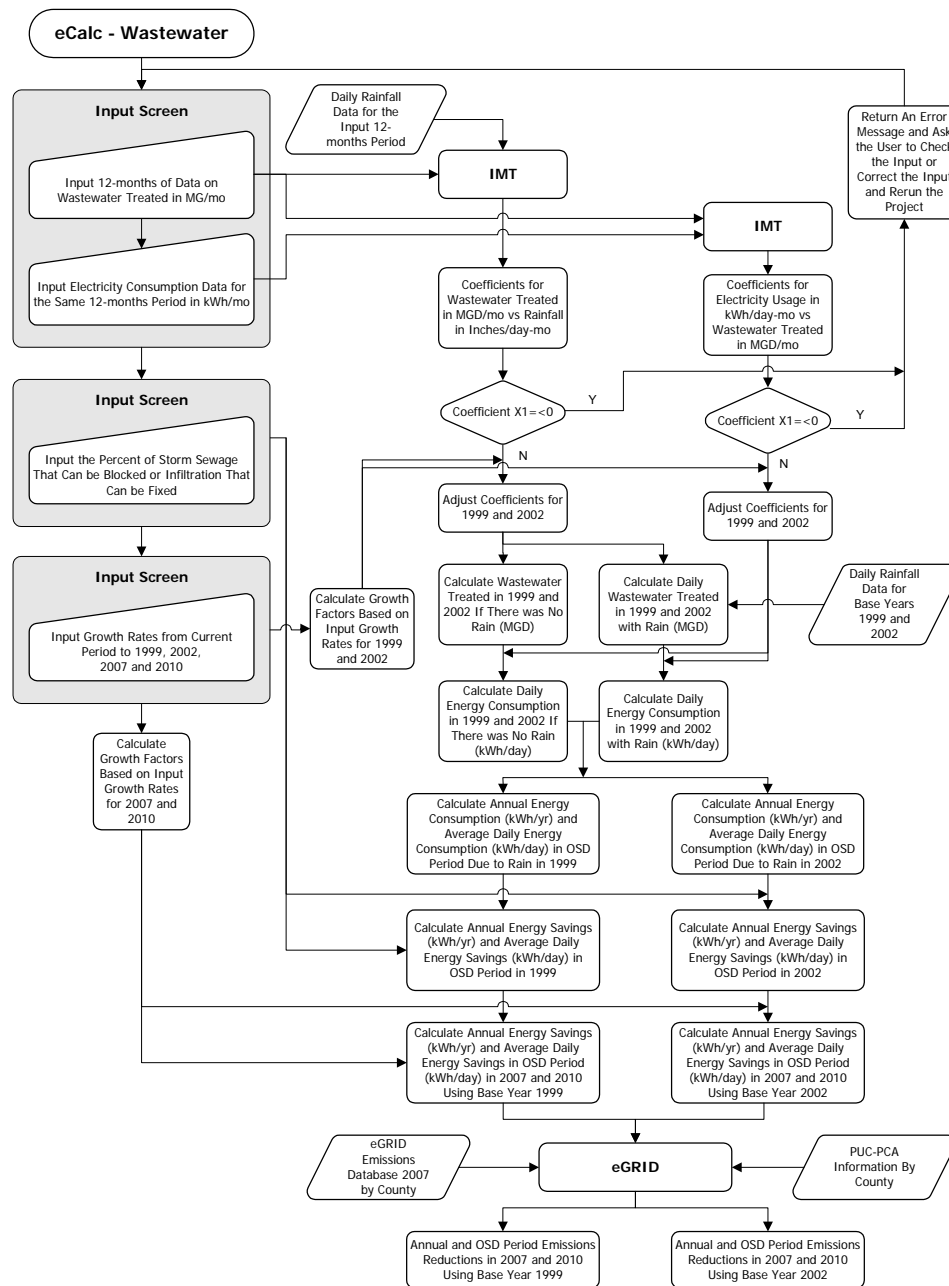 eCalc - Wastewater
Input Screen
Input 12-months of Data on
Wastewater Treated in MG/mo
Input Electricity Consumption Data for
the Same 12-months Period in kWh/mo
Daily Rainfall
Data for the
Input 12-
months Period
IMT
IMT
Return An Error
Message and Ask
the User to Check
the Input or
Correct the Input
and Rerun the
Project
Coefficients for
Wastewater Treated
in MGD/mo vs Rainfall
in Inches/day-mo
Coefficients for
Electricity Usage in
kWh/day-mo vs
Wastewater Treated
in MGD/mo
Coefficient X1=<0
Y
N
Coefficient X1=<0
Y
N
Input Screen
Input the Percent of Storm Sewage
That Can be Blocked or Infiltration That
Can be Fixed
Adjust Coefficients for
1999 and 2002
Adjust Coefficients for
1999 and 2002
Input Screen
Input Growth Rates from Current
Period to 1999, 2002,
2007 and 2010
Calculate Growth
Factors Based on
Input Growth
Rates for 1999
and 2002
Calculate Wastewater
Treated in 1999 and
2002 If There was No
Rain (MGD)
Calculate Daily
Wastewater Treated
in 1999 and 2002
with Rain (MGD)
Daily Rainfall
Data for
Base Years
1999 and
2002
Calculate Daily
Energy Consumption
in 1999 and 2002 If
There was No Rain
(kWh/day)
Calculate Daily
Energy Consumption
in 1999 and 2002
with Rain (kWh/day)
Calculate
Growth Factors
Based on Input
Growth Rates
for 2007 and
2010
Calculate Annual Energy
Consumption (kWh/yr) and
Average Daily Energy
Consumption (kWh/day) in OSD
Period Due to Rain in 1999
Calculate Annual Energy
Consumption (kWh/yr) and
Average Daily Energy
Consumption (kWh/day) in OSD
Period Due to Rain in 2002
Calculate Annual Energy Savings
(kWh/yr) and Average Daily
Energy Savings (kWh/day) in
OSD Period in 1999
Calculate Annual Energy Savings
(kWh/yr) and Average Daily
Energy Savings (kWh/day) in
OSD Period in 2002
Calculate Annual Energy Savings
(kWh/yr) and Average Daily
Energy Savings in OSD Period
(kWh/day) in 2007 and 2010
Using Base Year 1999
Calculate Annual Energy Savings
(kWh/yr) and Average Daily
Energy Savings in OSD Period
(kWh/day) in 2007 and 2010
Using Base Year 2002
eGRID
Emissions
Database 2007
by County
eGRID
PUC-PCA
Information By
County
Annual and OSD Period Emissions
Reductions in 2007 and 2010
Using Base Year 1999
Annual and OSD Period Emissions
Reductions in 2007 and 2010
Using Base Year 2002